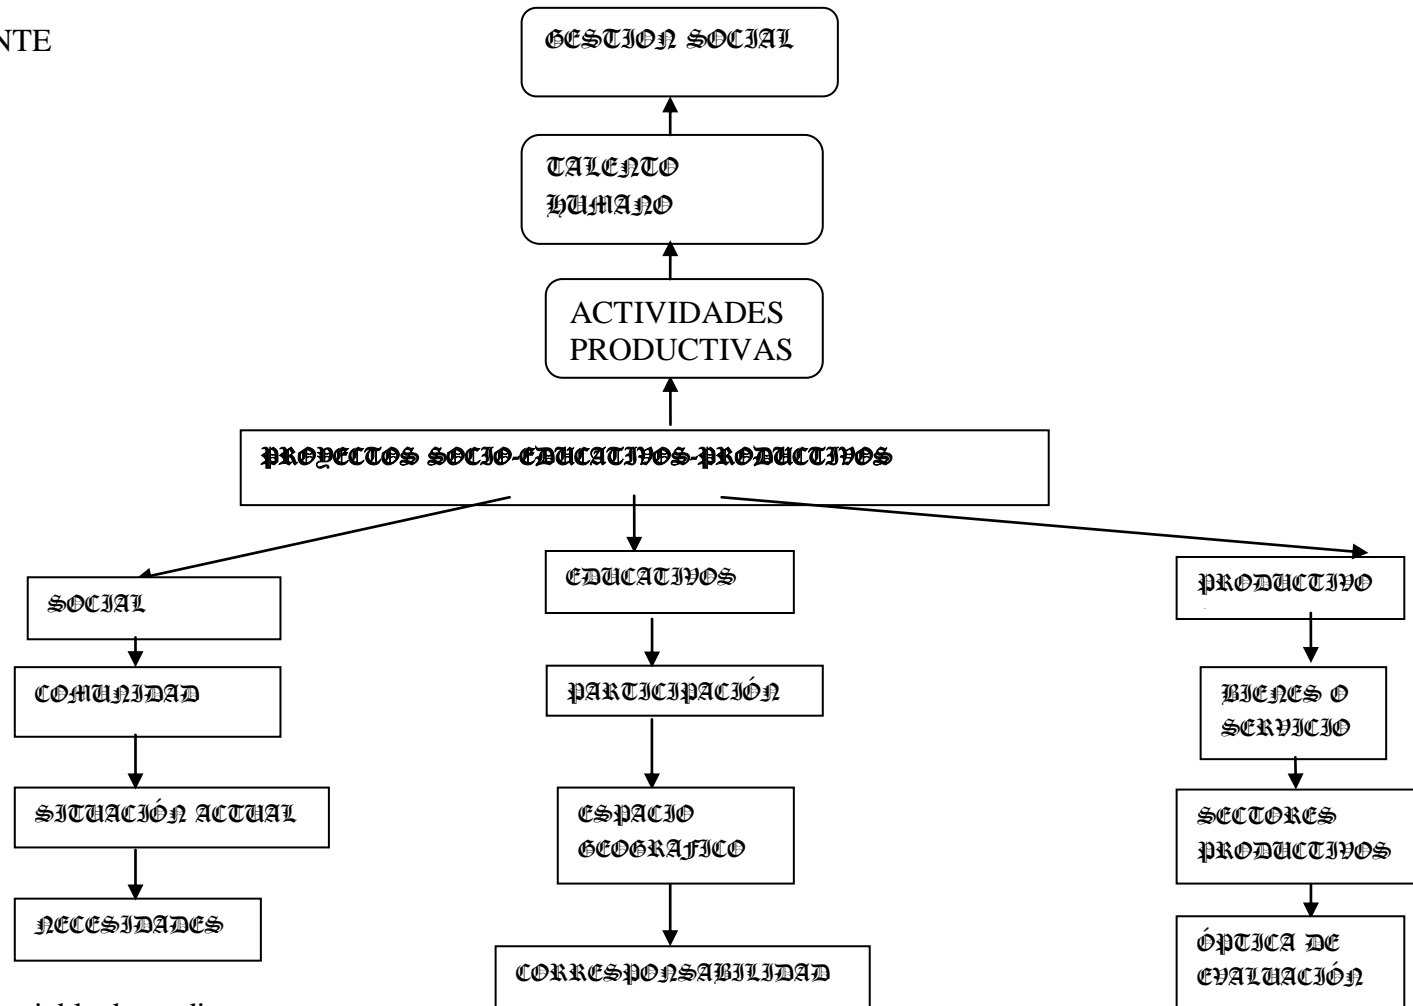 NTE
GESTION SOCIAL
TALENTO
HUMANO
ACTIVIDADES
PRODUCTIVAS
PROYECTOS SOCIO-EDUCATIVOS-PRODUCTIVOS
SOCIAL
EDUCATIVOS
PRODUCTIVO
COMUNIDAD
PARTICIPACIÓN
BIENES O
SERVICIO
SITUACIÓN ACTUAL
ESPACIO
GEOGRAFICO
SECTORES
PRODUCTIVOS
NECESIDADES
CORRESPONSABILIDAD
ÓPTICA DE
EVALUACIÓN